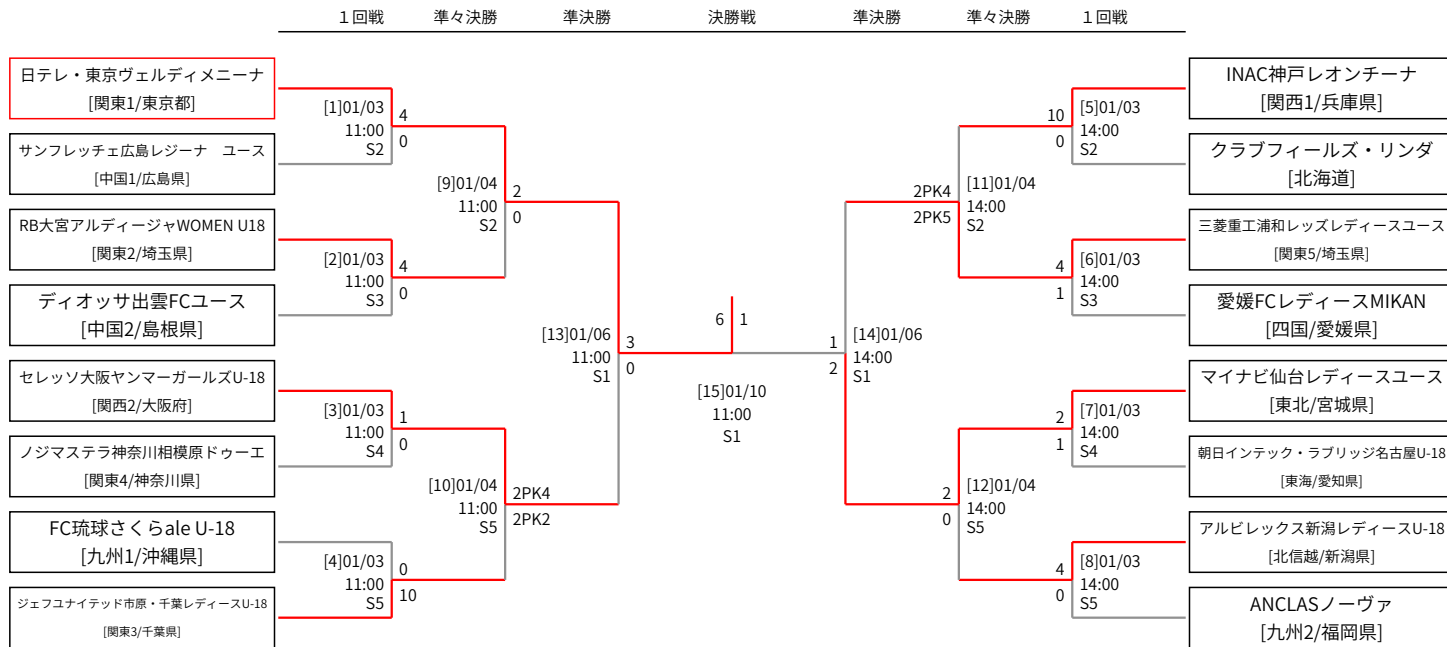 １回戦
準々決勝
準決勝
決勝戦
準決勝
準々決勝
１回戦
日テレ・東京ヴェルディメニーナ
[関東1/東京都]
サンフレッチェ広島レジーナ　ユース
[中国1/広島県]
RB大宮アルディージャWOMEN U18
[関東2/埼玉県]
ディオッサ出雲FCユース
[中国2/島根県]
セレッソ大阪ヤンマーガールズU-18
[関西2/大阪府]
ノジマステラ神奈川相模原ドゥーエ
[関東4/神奈川県]
FC琉球さくらale U-18
[九州1/沖縄県]
ジェフユナイテッド市原・千葉レディースU-18
[関東3/千葉県]
[1]01/03
11:00
S2
4
0
[2]01/03
11:00
S3
4
0
[3]01/03
11:00
S4
1
0
[4]01/03
11:00
S5
0
10
[9]01/04
11:00
S2
2
0
[10]01/04
11:00
S5
2PK4
2PK2
[13]01/06
11:00
S1
3
0
6
1
[15]01/10
11:00
S1
1
2
[14]01/06
14:00
S1
2PK4
2PK5
[11]01/04
14:00
S2
2
0
[12]01/04
14:00
S5
10
0
[5]01/03
14:00
S2
4
1
[6]01/03
14:00
S3
2
1
[7]01/03
14:00
S4
4
0
[8]01/03
14:00
S5
INAC神戸レオンチーナ
[関西1/兵庫県]
クラブフィールズ・リンダ
[北海道]
三菱重工浦和レッズレディースユース
[関東5/埼玉県]
愛媛FCレディースMIKAN
[四国/愛媛県]
マイナビ仙台レディースユース
[東北/宮城県]
朝日インテック・ラブリッジ名古屋U-18
[東海/愛知県]
アルビレックス新潟レディースU-18
[北信越/新潟県]
ANCLASノーヴァ
[九州2/福岡県]